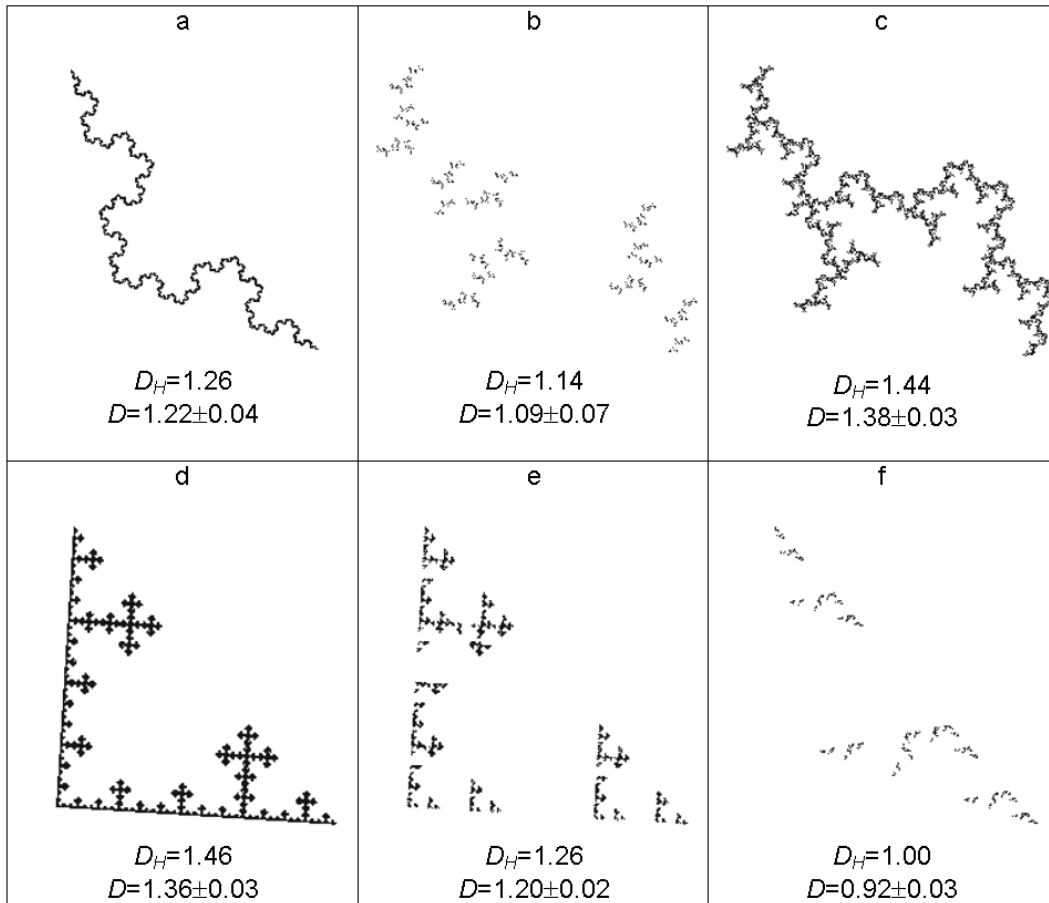 a
D_H=1.26
D=1.22±0.04
b
D_H=1.14
D=1.09±0.07
c
D_H=1.44
D=1.38±0.03
d
D_H=1.46
D=1.36±0.03
e
D_H=1.26
D=1.20±0.02
f
D_H=1.00
D=0.92±0.03